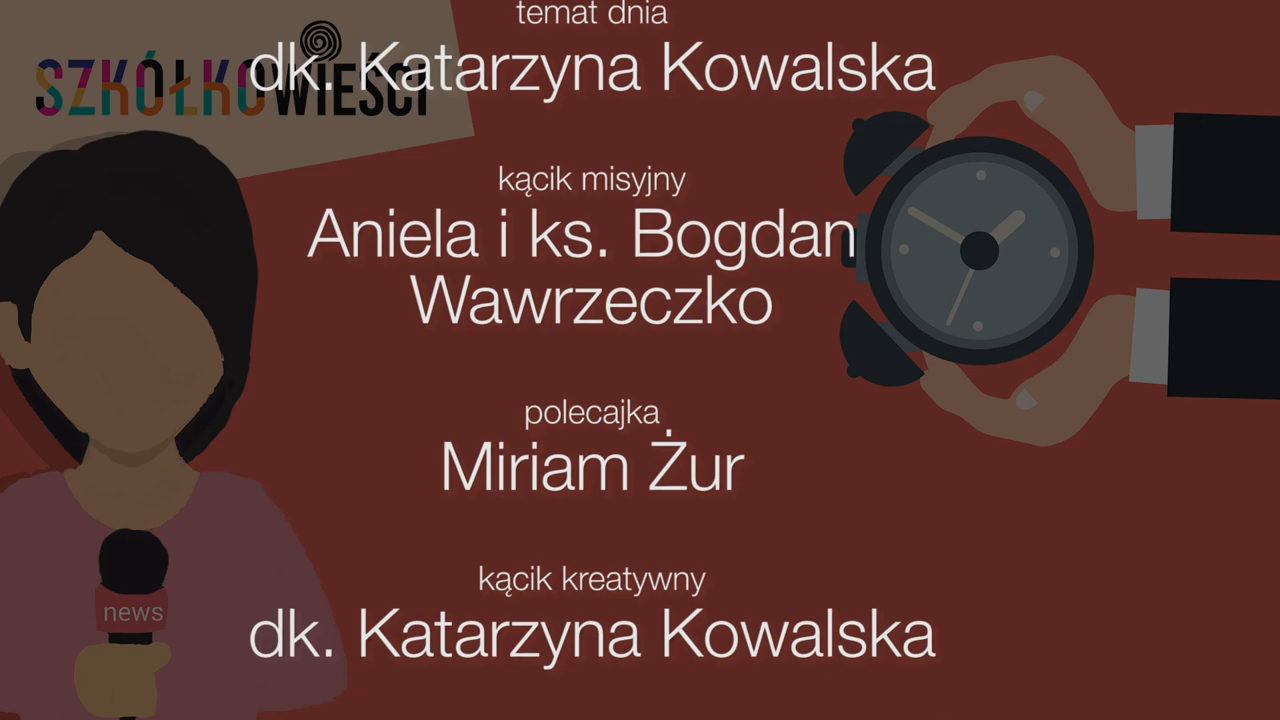 temat dnia
SZKÓŁKOWIEŚCI
dk. Katarzyna Kowalska
kącik misyjny
Aniela i ks. Bogdan
Wawrzeczko
polecajka
Miriam Żur
kącik kreatywny
news
dk. Katarzyna Kowalska